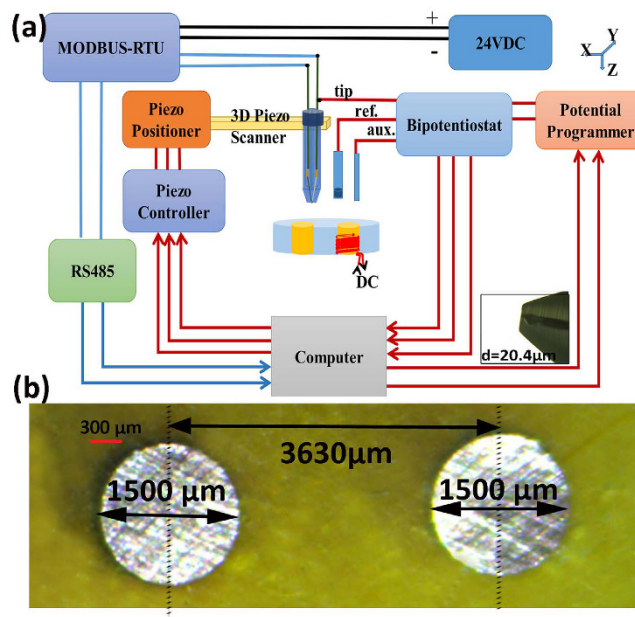 (a)
MODBUS-RTU
+
-
24VDC
X
Y
Z
Piezo
Positioner
3D Piezo
Scanner
tip
ref.
aux.
Bipotentiostat
Potential
Programmer
Piezo
Controller
RS485
DC
Computer
d=20.4μm
(b)
300 μm
3630μm
1500 μm
1500 μm